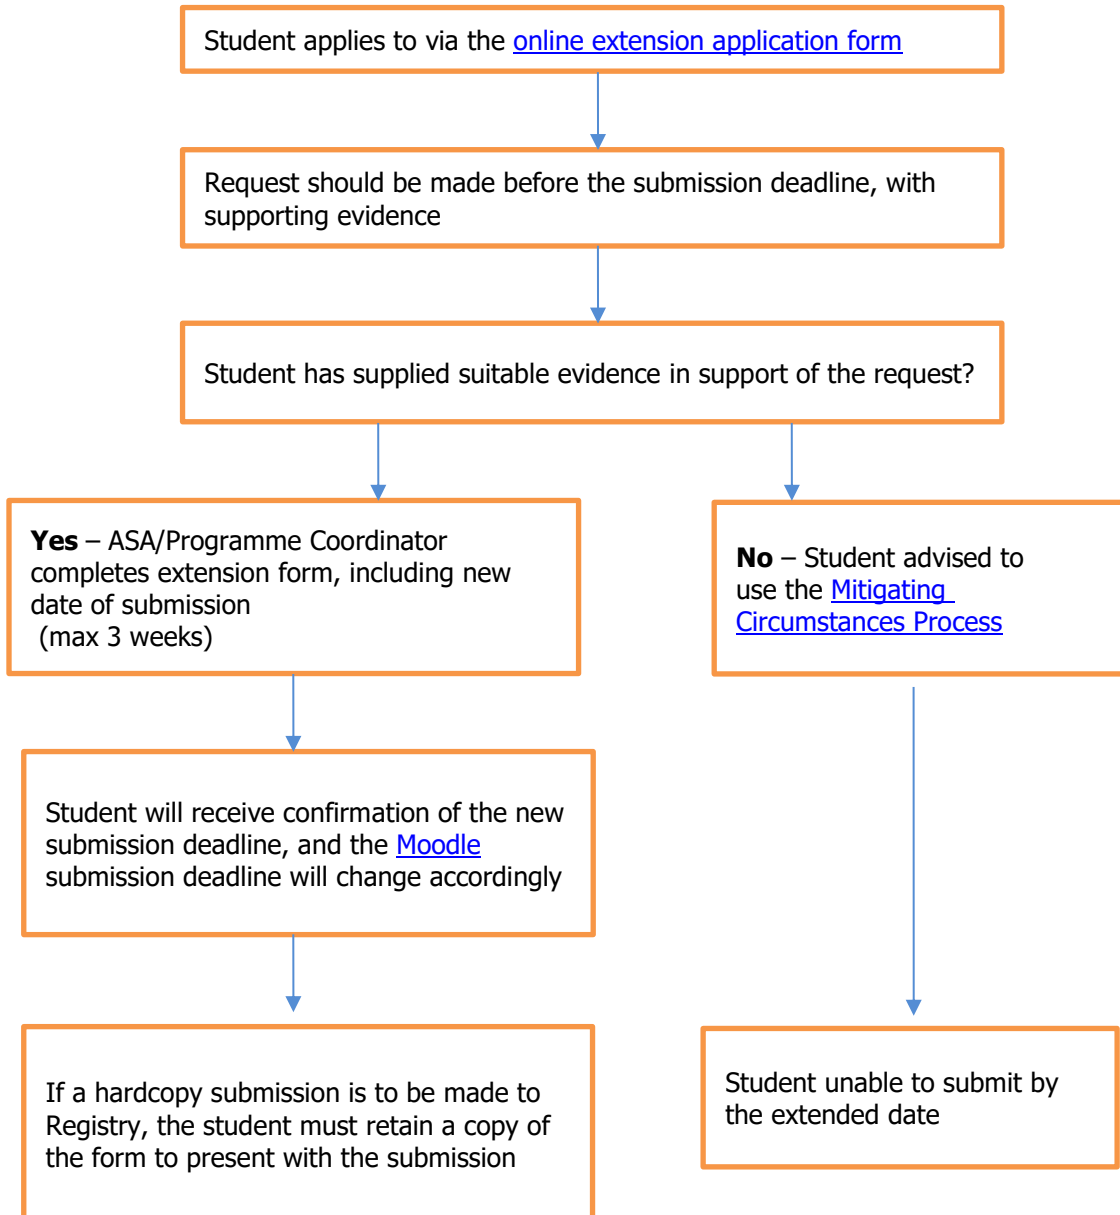 Student applies to via the online extension application form
Request should be made before the submission deadline, with
supporting evidence
Student has supplied suitable evidence in support of the request?
Yes – ASA/Programme Coordinator
completes extension form, including new
date of submission
(max 3 weeks)
No – Student advised to
use the Mitigating
Circumstances Process
Student will receive confirmation of the new
submission deadline, and the Moodle
submission deadline will change accordingly
If a hardcopy submission is to be made to
Registry, the student must retain a copy of
the form to present with the submission
Student unable to submit by
the extended date